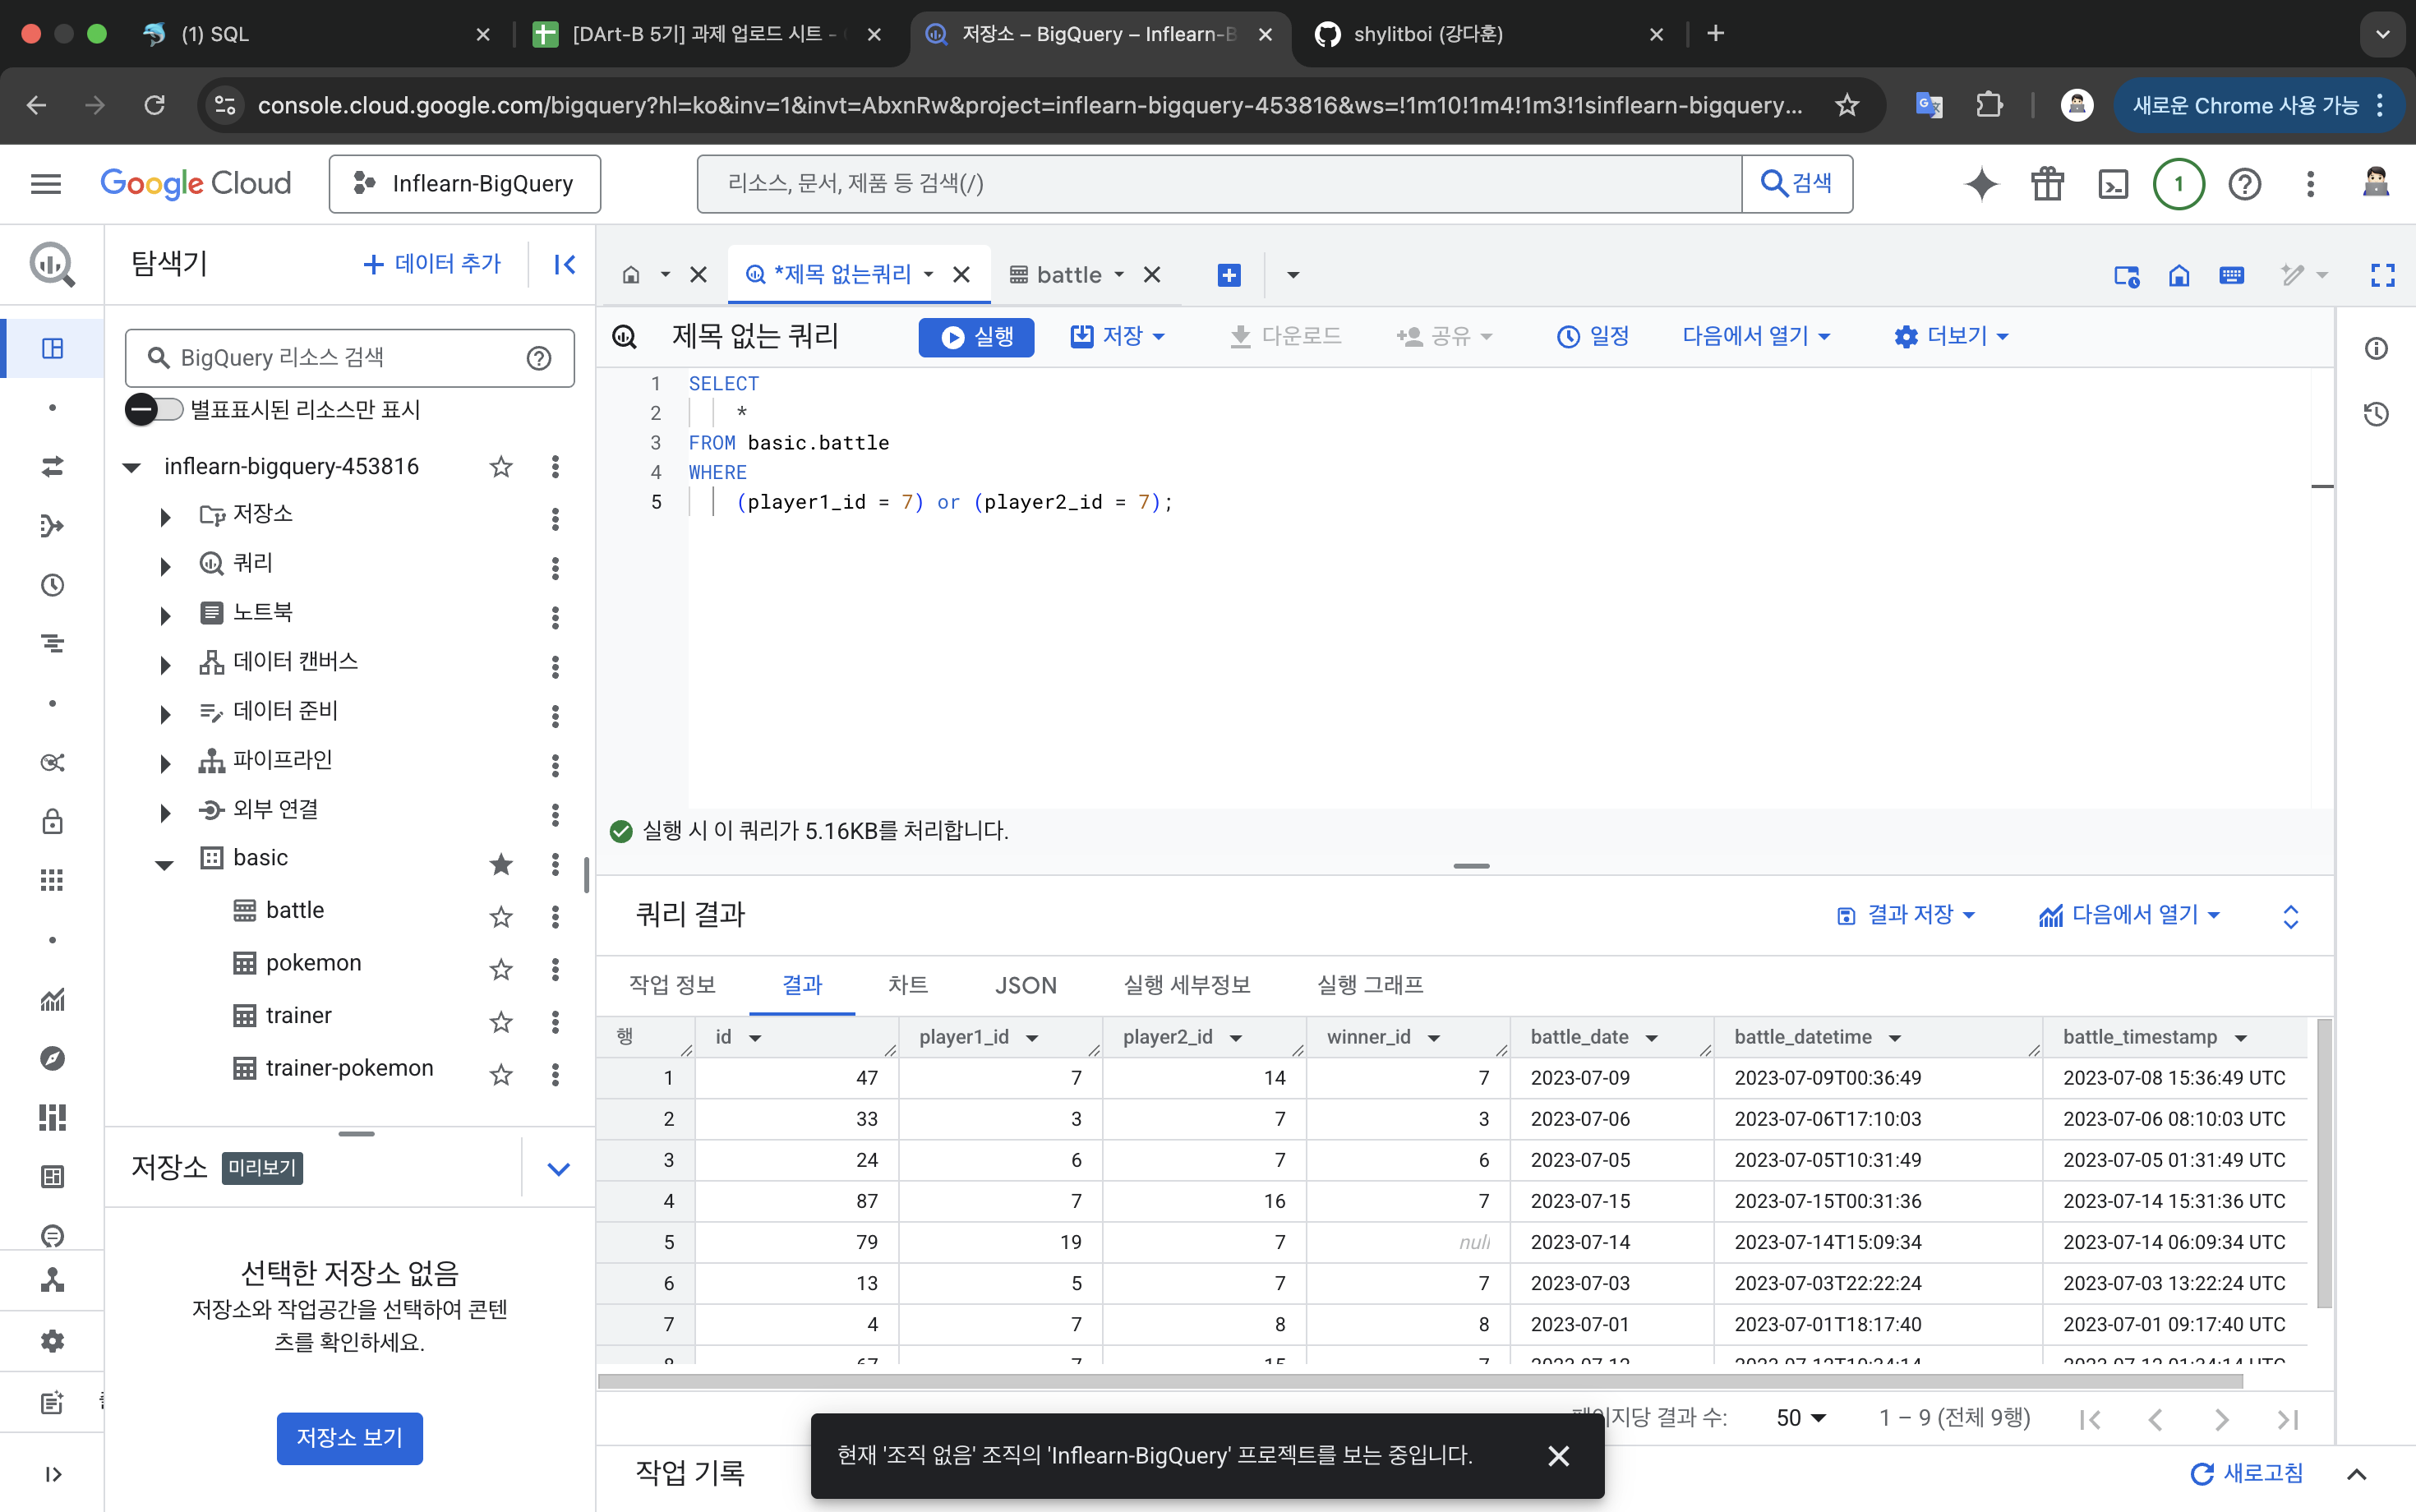 (1) SQL
[DArt-B 5기] 과제 업로드 시트 -
저장소 – BigQuery – Inflearn-B
shylitboi (강다훈)
console.cloud.google.com/bigquery?hl=ko&inv=1&invt=AbxnRw&project=inflearn-bigquery-453816&ws=!1m10!1m4!1m3!1sinflearn-bigquery...
새로운 Chrome 사용 가능
Google Cloud
Inflearn-BigQuery
리소스, 문서, 제품 등 검색(/)
검색
1
탐색기
데이터 추가
BigQuery 리소스 검색
별표표시된 리소스만 표시
inflearn-bigquery-453816
저장소
쿼리
노트북
데이터 캔버스
데이터 준비
파이프라인
외부 연결
basic
battle
pokemon
trainer
trainer-pokemon
저장소 미리보기
선택한 저장소 없음
저장소와 작업공간을 선택하여 콘텐
츠를 확인하세요.
저장소 보기
*제목 없는쿼리
battle
제목 없는 쿼리
실행
저장
다운로드
공유
일정
다음에서 열기
더보기
1 SELECT
2 *
3 FROM basic.battle
4 WHERE
5 (player1_id = 7) or (player2_id = 7);
실행 시 이 쿼리가 5.16KB를 처리합니다.
쿼리 결과
결과 저장
다음에서 열기
작업 정보 결과 차트 JSON 실행 세부정보 실행 그래프
행 id player1_id player2_id winner_id battle_date battle_datetime battle_timestamp
1 47 7 14 7 2023-07-09 2023-07-09T00:36:49 2023-07-08 15:36:49 UTC
2 33 3 7 3 2023-07-06 2023-07-06T17:10:03 2023-07-06 08:10:03 UTC
3 24 6 7 6 2023-07-05 2023-07-05T10:31:49 2023-07-05 01:31:49 UTC
4 87 7 16 7 2023-07-15 2023-07-15T00:31:36 2023-07-14 15:31:36 UTC
5 79 19 7 null 2023-07-14 2023-07-14T15:09:34 2023-07-14 06:09:34 UTC
6 13 5 7 7 2023-07-03 2023-07-03T22:22:24 2023-07-03 13:22:24 UTC
7 4 7 8 8 2023-07-01 2023-07-01T18:17:40 2023-07-01 09:17:40 UTC
페이지당 결과 수: 50 1 – 9 (전체 9행)
현재 '조직 없음' 조직의 'Inflearn-BigQuery' 프로젝트를 보는 중입니다.
작업 기록
새로고침